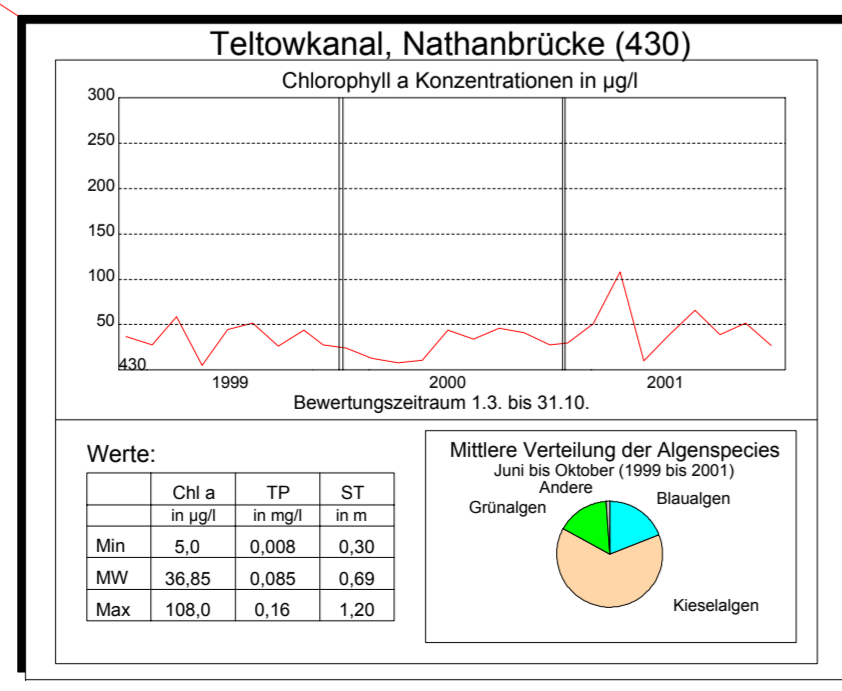 Teltowkanal, Nathanbrücke (430)
Chlorophyll a Konzentrationen in µg/l
300
250
200
150
100
50
430
1999 2000 2001
Bewertungszeitraum 1.3. bis 31.10.
Werte:
Chl a TP ST
in µg/l in mg/l in m
Min 5,0 0,008 0,30
MW 36,85 0,085 0,69
Max 108,0 0,16 1,20
Mittlere Verteilung der Algenspecies
Juni bis Oktober (1999 bis 2001)
Andere
Grünalgen
Blaualgen
Kieselalgen